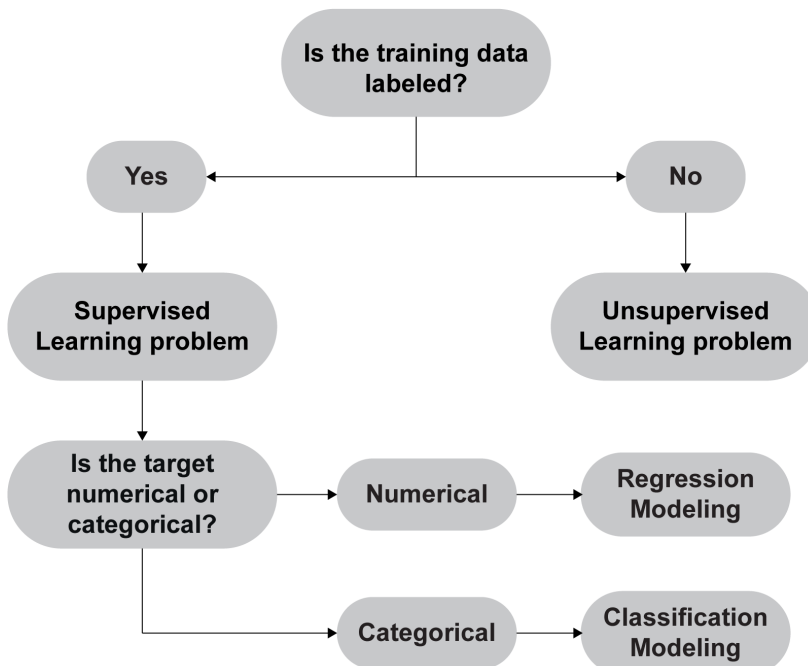 Is the training data
labeled?
Yes
No
Supervised
Learning problem
Unsupervised
Learning problem
Is the target
numerical or
categorical?
Numerical
Regression
Modeling
Categorical
Classification
Modeling